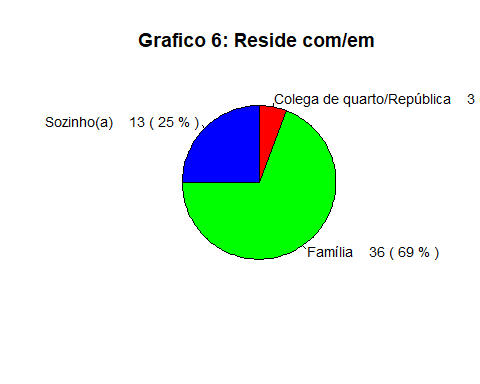 Grafico 6: Reside com/em
Colega de quarto/República 3
Sozinho(a) 13 ( 25 % )
Família 36 ( 69 % )